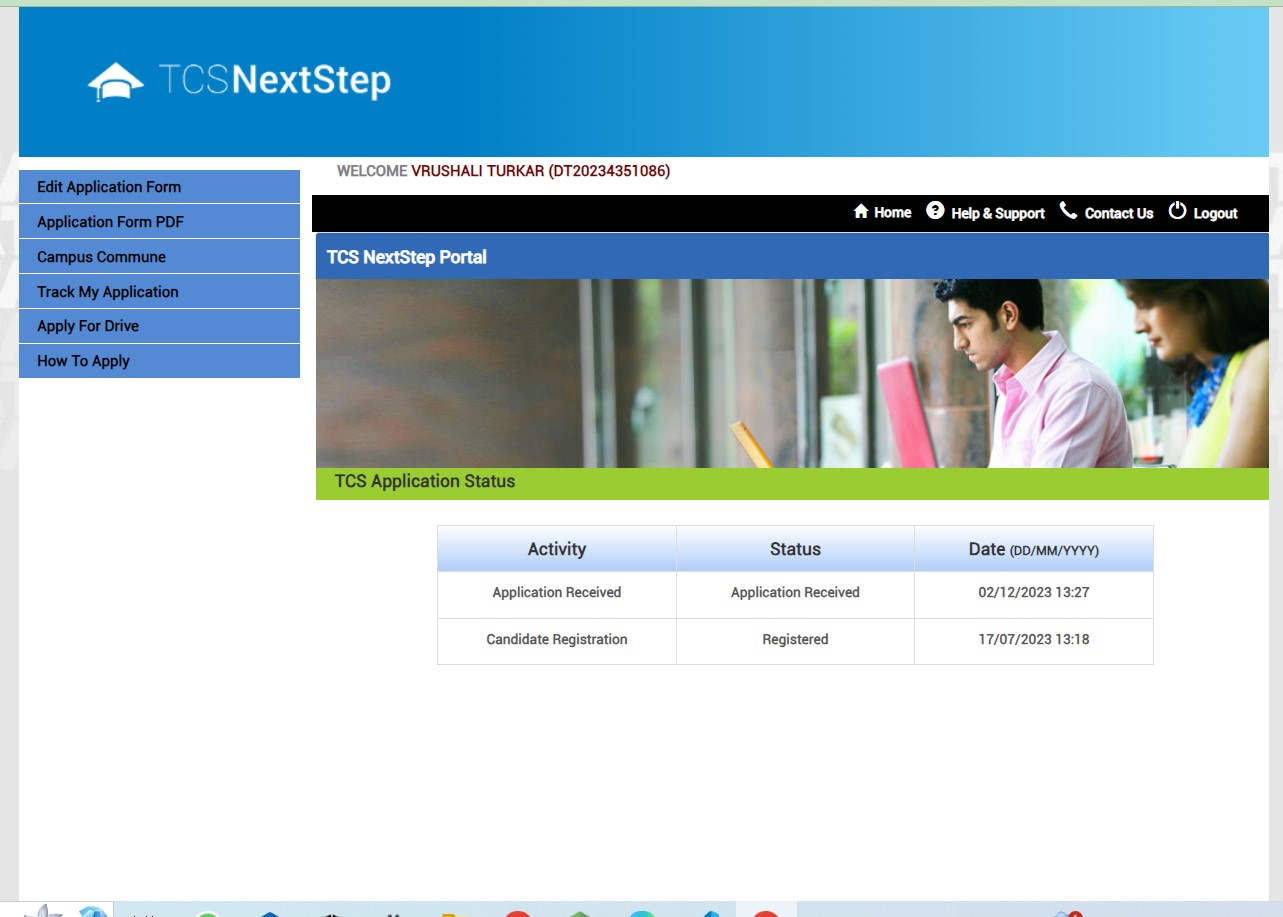 TCSNextStep
WELCOME VRUSHALI TURKAR (DT20234351086)
Edit Application Form
Application Form PDF
Campus Commune
Track My Application
Apply For Drive
How To Apply
Home Help & Support Contact Us Logout
TCS NextStep Portal
TCS Application Status
Activity Status Date (DD/MM/YYYY)
Application Received Application Received 02/12/2023 13:27
Candidate Registration Registered 17/07/2023 13:18